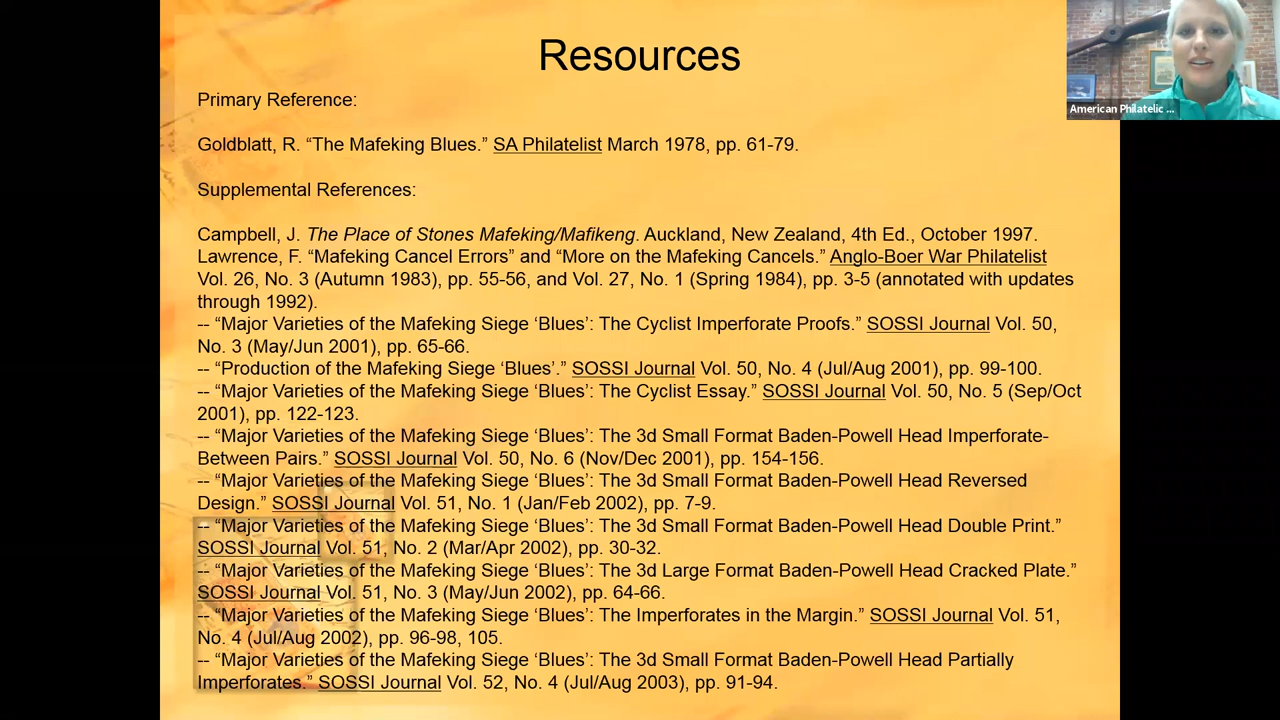 Resources
American Philatelic ...
Primary Reference:
Goldblatt, R. “The Mafeking Blues.” SA Philatelist March 1978, pp. 61-79.
Supplemental References:
Campbell, J. The Place of Stones Mafeking/Mafikeng. Auckland, New Zealand, 4th Ed., October 1997.
Lawrence, F. “Mafeking Cancel Errors” and “More on the Mafeking Cancels.” Anglo-Boer War Philatelist
Vol. 26, No. 3 (Autumn 1983), pp. 55-56, and Vol. 27, No. 1 (Spring 1984), pp. 3-5 (annotated with updates
through 1992).
-- “Major Varieties of the Mafeking Siege ‘Blues’: The Cyclist Imperforate Proofs.” SOSSI Journal Vol. 50,
No. 3 (May/Jun 2001), pp. 65-66.
-- “Production of the Mafeking Siege ‘Blues’.” SOSSI Journal Vol. 50, No. 4 (Jul/Aug 2001), pp. 99-100.
-- “Major Varieties of the Mafeking Siege ‘Blues’: The Cyclist Essay.” SOSSI Journal Vol. 50, No. 5 (Sep/Oct
2001), pp. 122-123.
-- “Major Varieties of the Mafeking Siege ‘Blues’: The 3d Small Format Baden-Powell Head Imperforate-
Between Pairs.” SOSSI Journal Vol. 50, No. 6 (Nov/Dec 2001), pp. 154-156.
-- “Major Varieties of the Mafeking Siege ‘Blues’: The 3d Small Format Baden-Powell Head Reversed
Design.” SOSSI Journal Vol. 51, No. 1 (Jan/Feb 2002), pp. 7-9.
-- “Major Varieties of the Mafeking Siege ‘Blues’: The 3d Small Format Baden-Powell Head Double Print.”
SOSSI Journal Vol. 51, No. 2 (Mar/Apr 2002), pp. 30-32.
-- “Major Varieties of the Mafeking Siege ‘Blues’: The 3d Large Format Baden-Powell Head Cracked Plate.”
SOSSI Journal Vol. 51, No. 3 (May/Jun 2002), pp. 64-66.
-- “Major Varieties of the Mafeking Siege ‘Blues’: The Imperforates in the Margin.” SOSSI Journal Vol. 51,
No. 4 (Jul/Aug 2002), pp. 96-98, 105.
-- “Major Varieties of the Mafeking Siege ‘Blues’: The 3d Small Format Baden-Powell Head Partially
Imperforates.” SOSSI Journal Vol. 52, No. 4 (Jul/Aug 2003), pp. 91-94.